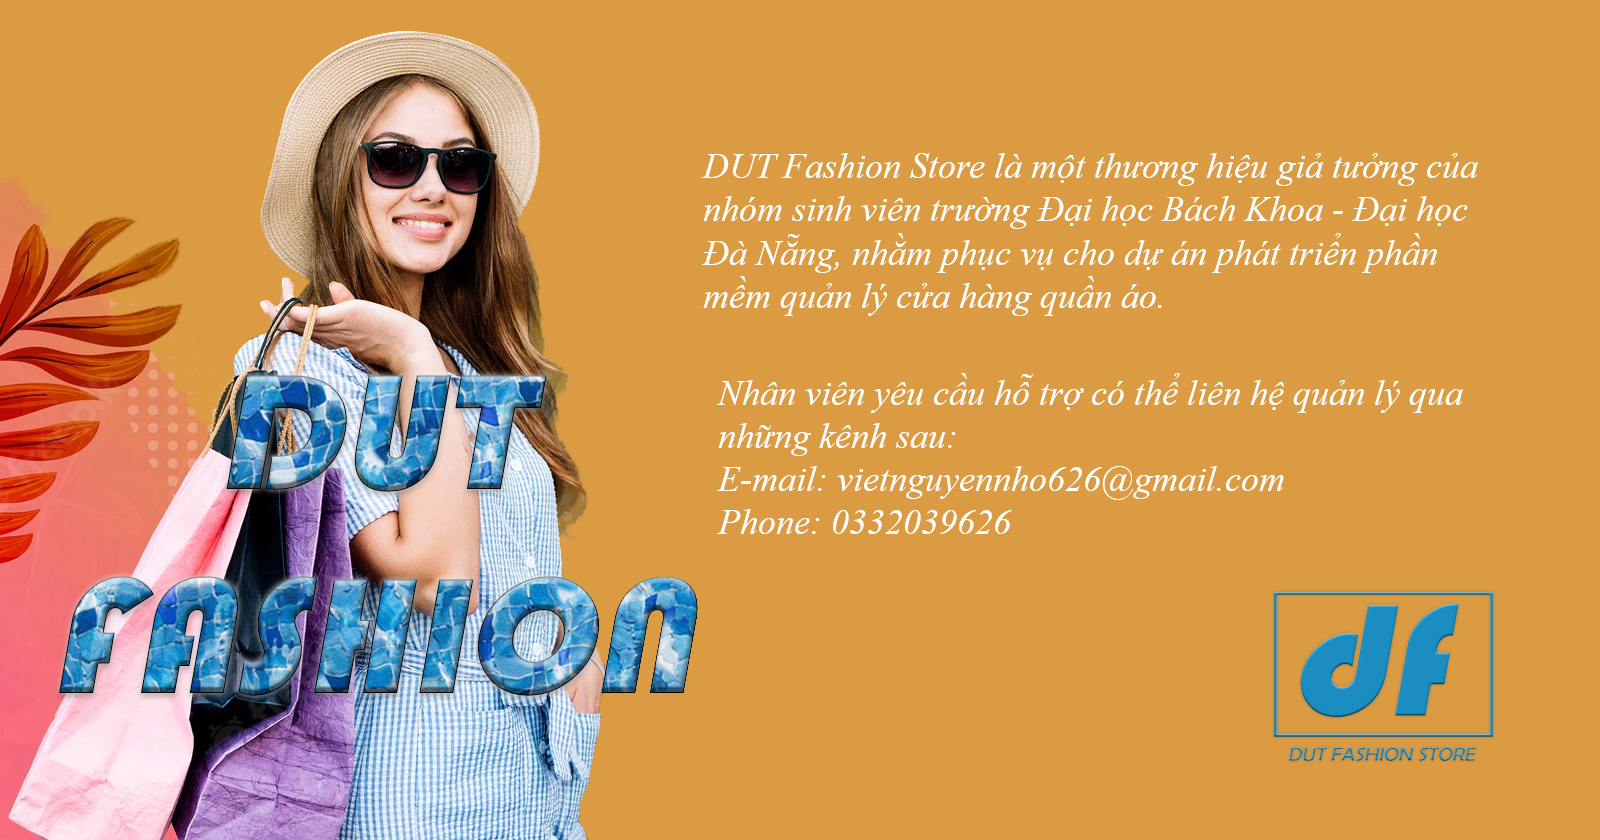 DUT Fashion Store là một thương hiệu giả tưởng của
nhóm sinh viên trường Đại học Bách Khoa - Đại học
Đà Nẵng, nhằm phục vụ cho dự án phát triển phần
mềm quản lý cửa hàng quần áo.
Nhân viên yêu cầu hỗ trợ có thể liên hệ quản lý qua
những kênh sau:
E-mail: vietnguyennho626@gmail.com
Phone: 0332039626
DUT
FASHION
df
DUT FASHION STORE